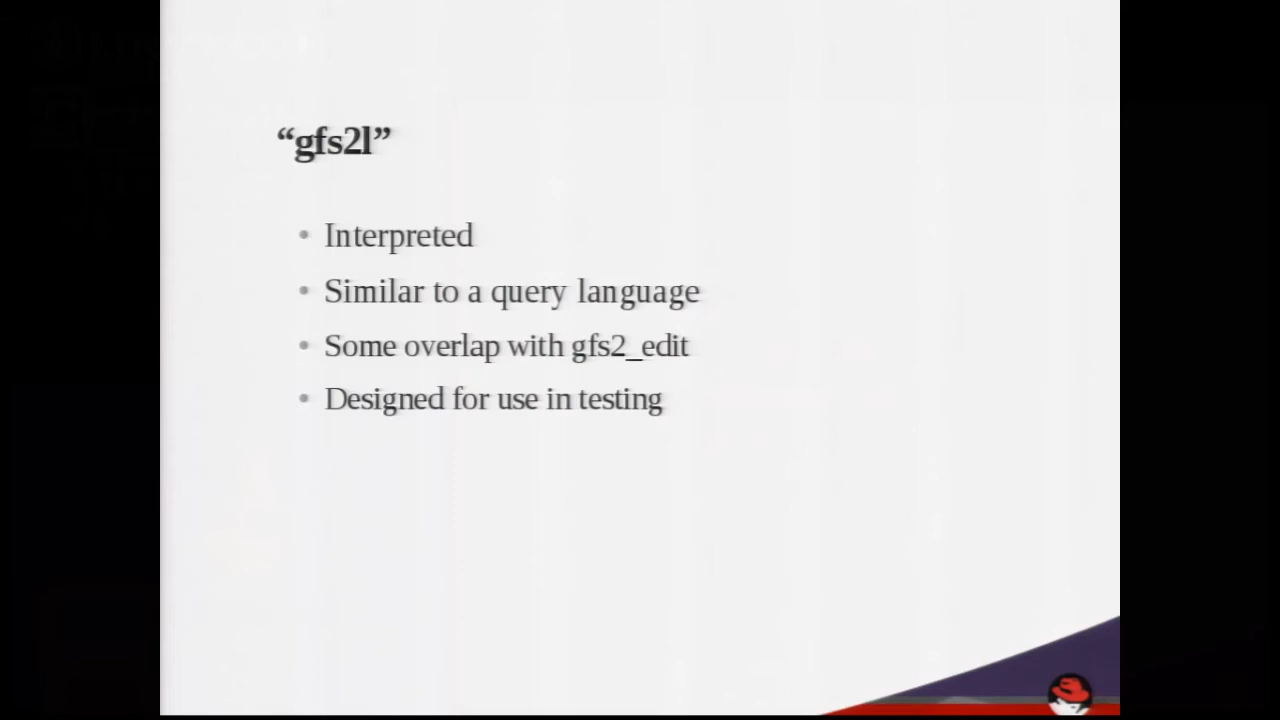 “gfs2l”
• Interpreted
• Similar to a query language
• Some overlap with gfs2_edit
• Designed for use in testing